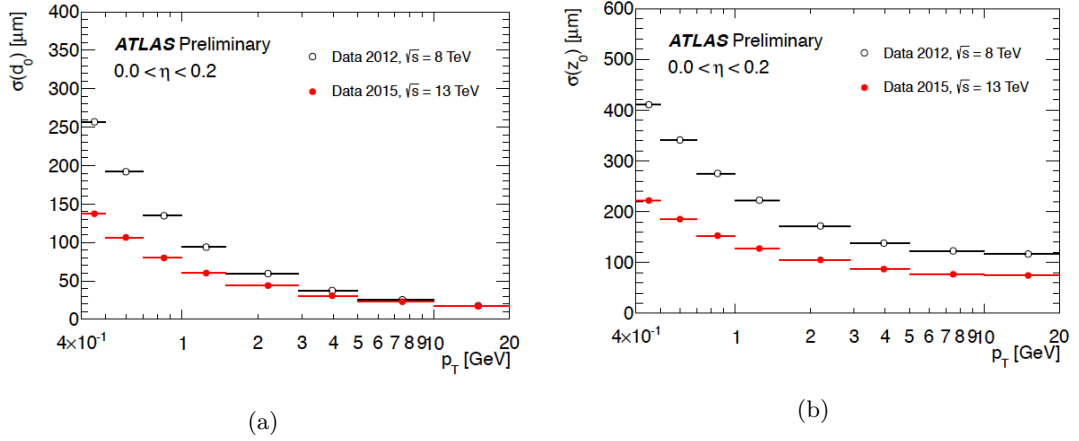 400
350
300
250
200
150
100
50
0
σ(d₀) [μm]
ATLAS Preliminary
0.0 < η < 0.2
Data 2012, √s = 8 TeV
Data 2015, √s = 13 TeV
4×10⁻¹ 1 2 3 4 5 6 7 8 9 10 20
p_T [GeV]
(a)
600
500
400
300
200
100
0
σ(z₀) [μm]
ATLAS Preliminary
0.0 < η < 0.2
Data 2012, √s = 8 TeV
Data 2015, √s = 13 TeV
4×10⁻¹ 1 2 3 4 5 6 7 8 9 10 20
p_T [GeV]
(b)